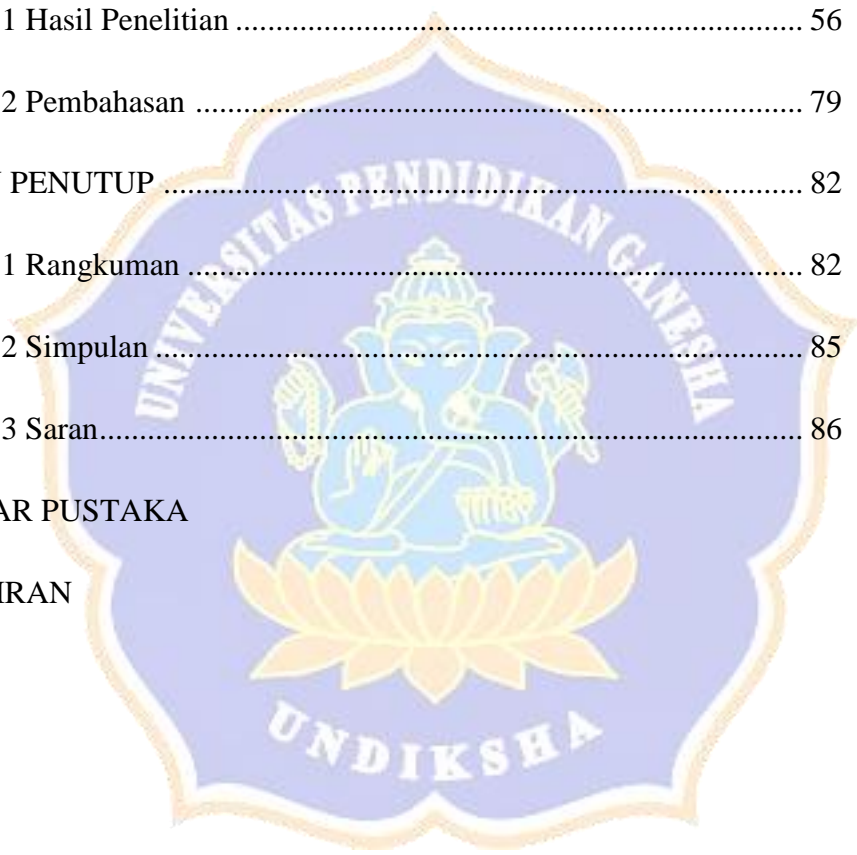 1 Hasil Penelitian ........................................................................ 56
2 Pembahasan ............................................................................. 79
PENUTUP ................................................................................. 82
1 Rangkuman .............................................................................. 82
2 Simpulan .................................................................................. 85
3 Saran......................................................................................... 86
AR PUSTAKA
IRAN
UNIVERSITAS PENDIDIKAN GANESHA
UNDIKSHA